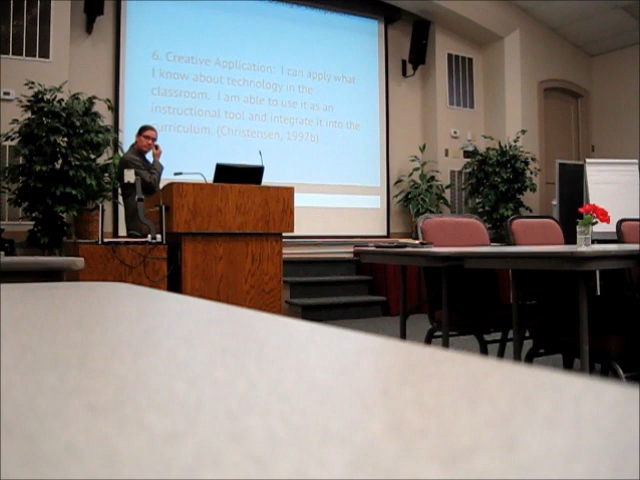 6. Creative Application: I can apply what
I know about technology in the
classroom. I am able to use it as an
instructional tool and integrate it into the
curriculum. (Christensen, 1997b)